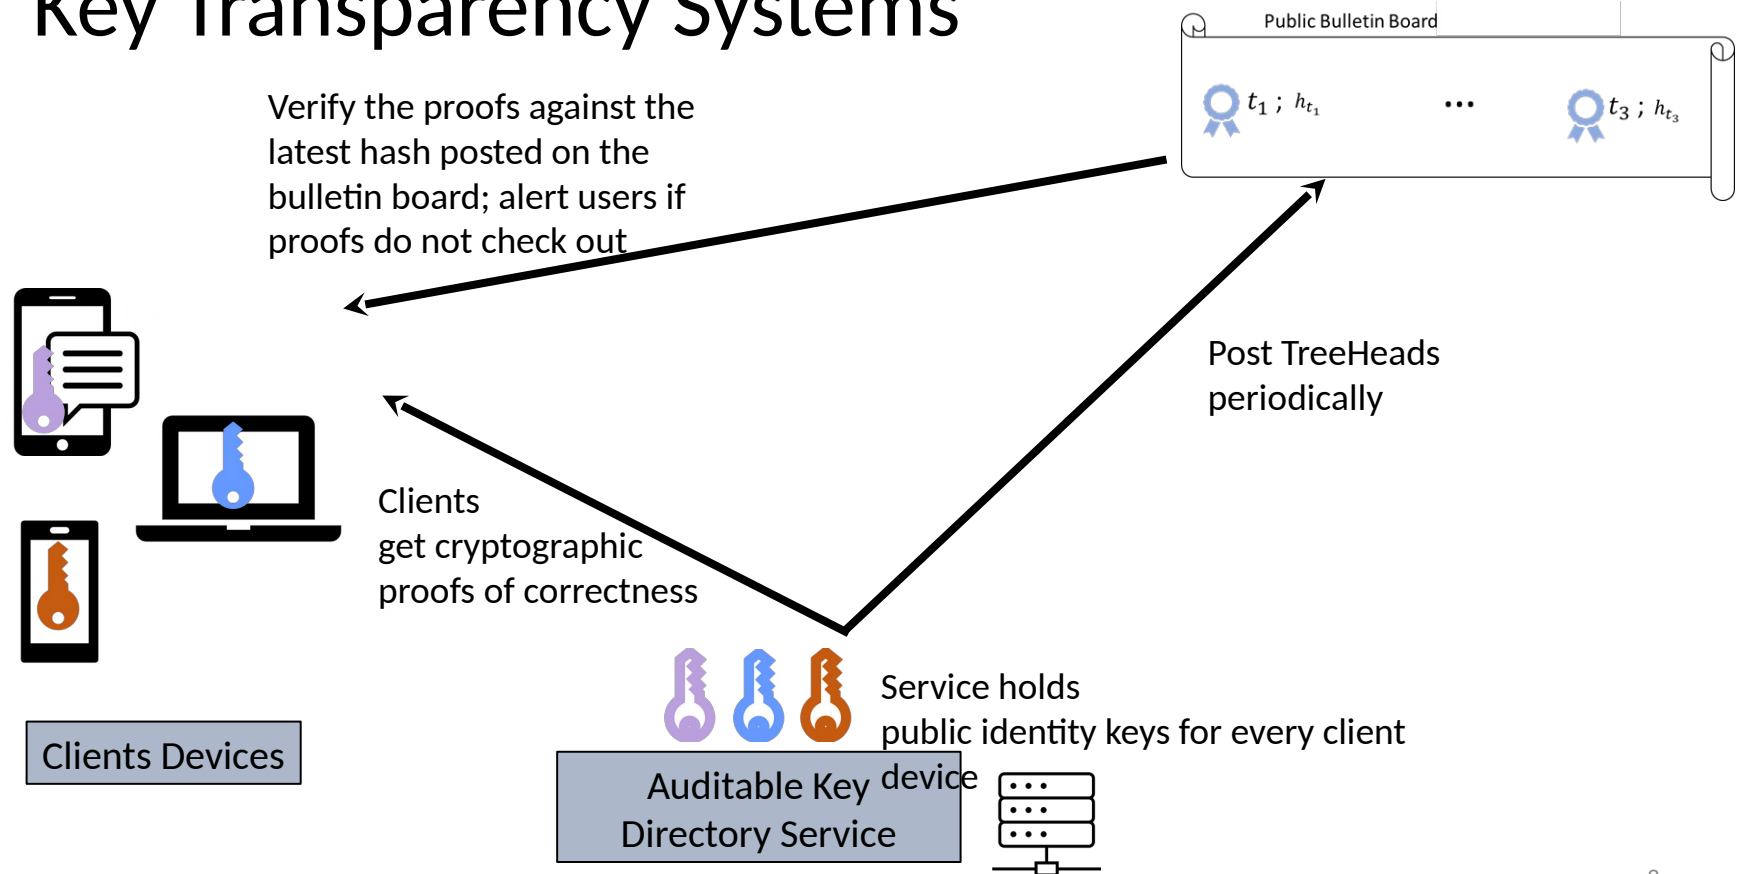 Key Transparency Systems
Public Bulletin Board
t₁ ; hₜ₁ ... t₃ ; hₜ₃
Verify the proofs against the
latest hash posted on the
bulletin board; alert users if
proofs do not check out
Post TreeHeads
periodically
Clients
get cryptographic
proofs of correctness
Service holds
public identity keys for every client
device
Clients Devices
Auditable Key
Directory Service